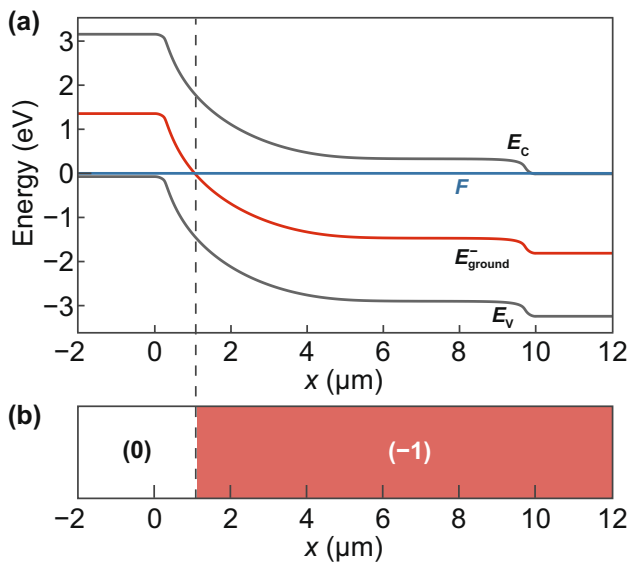 (a)
Energy (eV)
3
2
1
0
−1
−2
−3
E_C
F
E⁻_ground
E_V
−2 0 2 4 6 8 10 12
x (µm)
(b)
(0) (−1)
−2 0 2 4 6 8 10 12
x (µm)